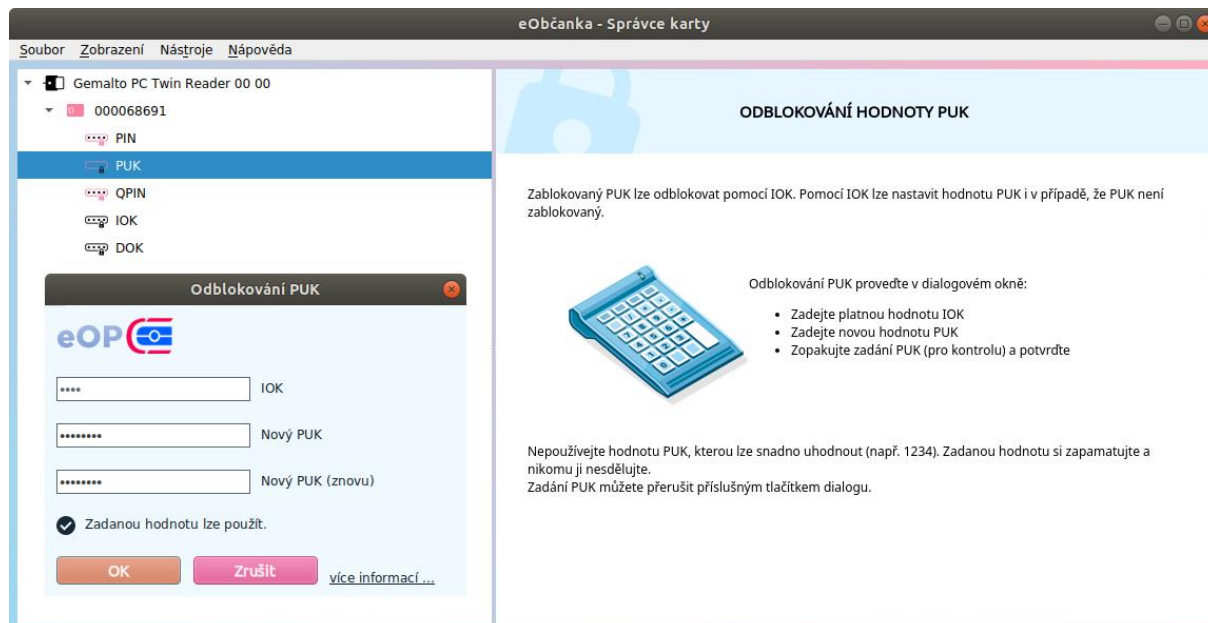 eObčanka - Správce karty
Soubor Zobrazení Nástroje Nápověda
Gemalto PC Twin Reader 00 00
000068691
PIN
PUK
QPIN
IOK
DOK
Odblokování PUK
eOP
•••• IOK
•••••••• Nový PUK
•••••••• Nový PUK (znovu)
Zadanou hodnotu lze použít.
OK Zrušit více informací ...
ODBLOKOVÁNÍ HODNOTY PUK
Zablokovaný PUK lze odblokovat pomocí IOK. Pomocí IOK lze nastavit hodnotu PUK i v případě, že PUK není
zablokovaný.
Odblokování PUK proveďte v dialogovém okně:
• Zadejte platnou hodnotu IOK
• Zadejte novou hodnotu PUK
• Zopakujte zadání PUK (pro kontrolu) a potvrďte
Nepoužívejte hodnotu PUK, kterou lze snadno uhodnout (např. 1234). Zadanou hodnotu si zapamatujte a
nikomu ji nesdělujte.
Zadání PUK můžete přerušit příslušným tlačítkem dialogu.